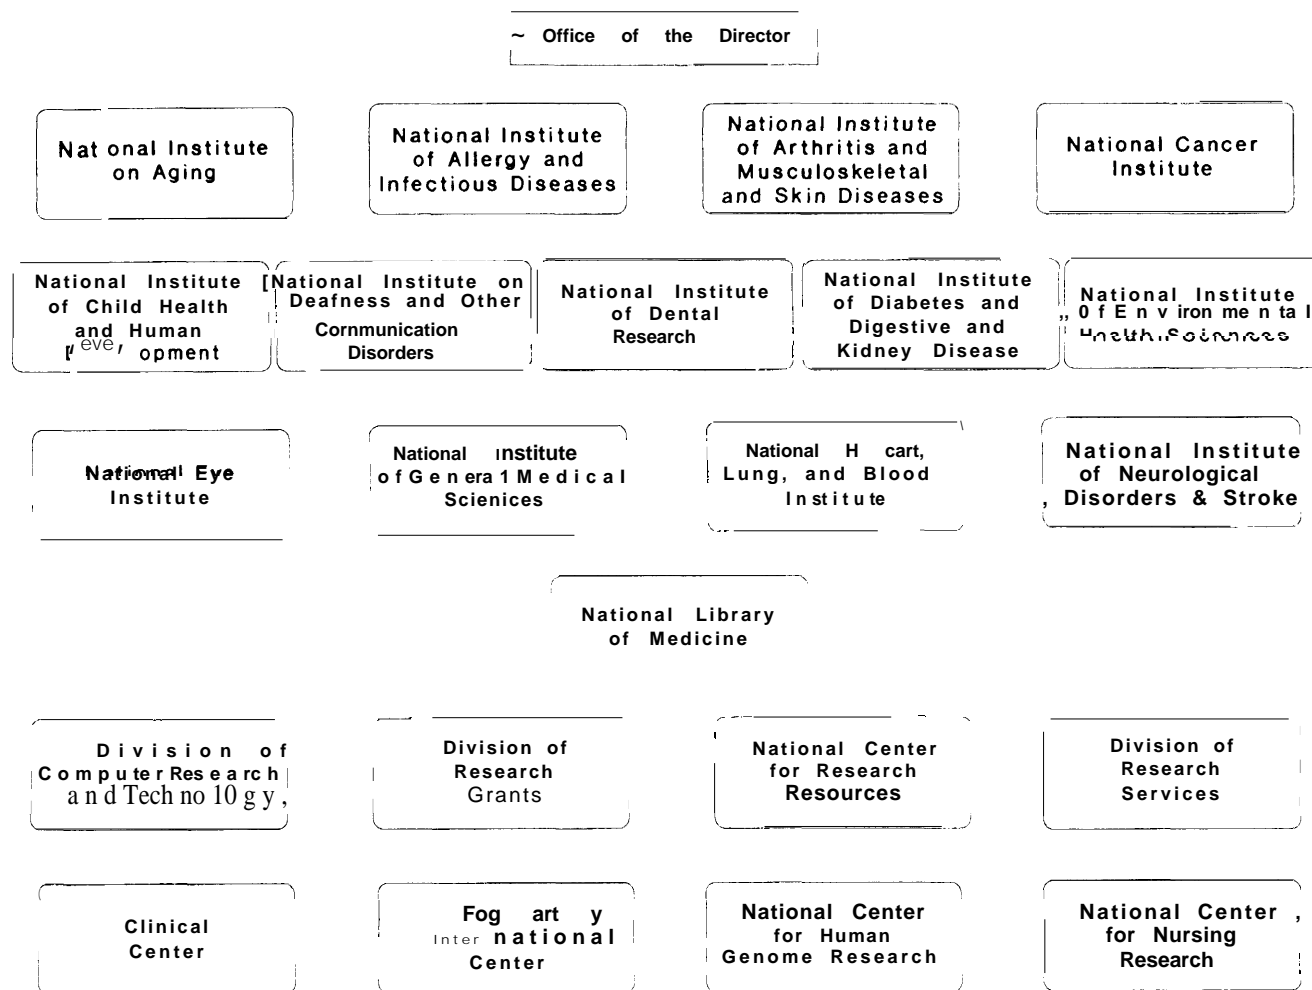 ~ Office of the Director
Nat onal Institute
on Aging
National Institute
of Allergy and
Infectious Diseases
National Institute
of Arthritis and
Musculoskeletal
and Skin Diseases
National Cancer
Institute
National Institute
of Child Health
and Human
eve, opment
[National Institute on
Deafness and Other
Cornmunication
Disorders
National Institute
of Dental
Research
National Institute
of Diabetes and
Digestive and
Kidney Disease
National Institute
,, 0f E n v iron me n ta l
National Eye
Institute
National Institute
of G e n era 1 M e d i c a l
Scienices
National H cart,
Lung, and Blood
I n st i t u te
National Institute
of Neurological
, Disorders & Stroke
National Library
of Medicine
D i v i s i o n o f
C o m p u t e r Res e a r c h
a n d Tech no 10 g y ,
Division of
Research
Grants
National Center
for Research
Resources
Division of
Research
Services
Clinical
Center
Fog art y
Inter national
Center
National Center
for Human
Genome Research
National Center ,
for Nursing
Research